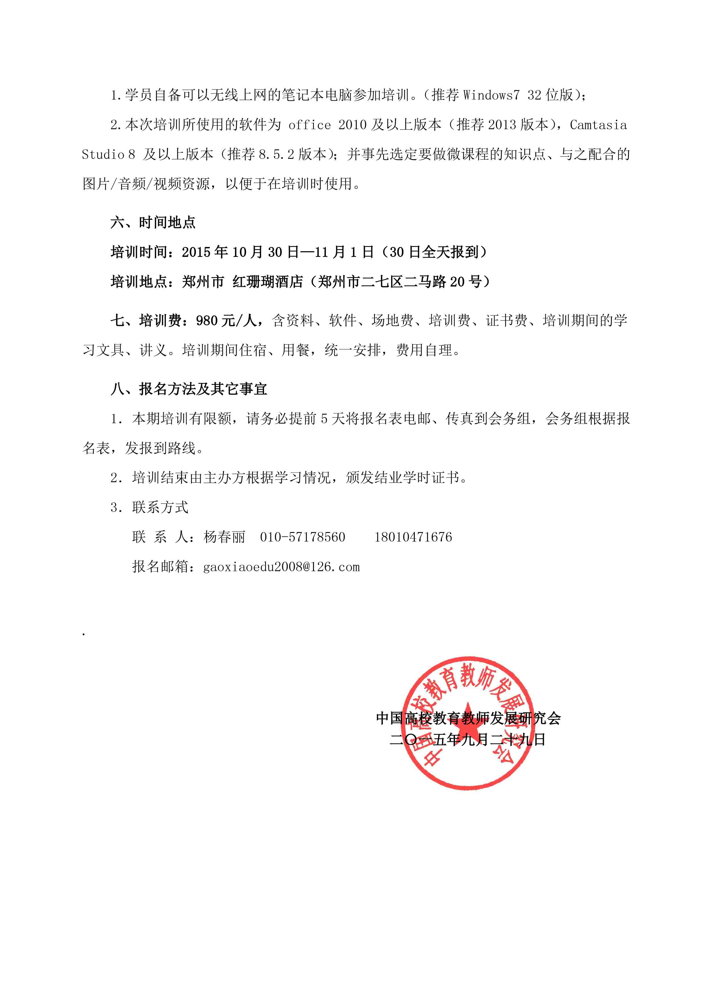 1.学员自备可以无线上网的笔记本电脑参加培训。（推荐 Windows7 32 位版）；
2.本次培训所使用的软件为 office 2010 及以上版本（推荐 2013 版本），Camtasia
Studio 8 及以上版本（推荐 8.5.2 版本）；并事先选定要做微课程的知识点、与之配合的
图片/音频/视频资源，以便于在培训时使用。
六、时间地点
培训时间：2015 年 10 月 30 日—11 月 1 日（30 日全天报到）
培训地点：郑州市 红珊瑚酒店（郑州市二七区二马路 20 号）
七、培训费：980 元/人，含资料、软件、场地费、培训费、证书费、培训期间的学
习文具、讲义。培训期间住宿、用餐，统一安排，费用自理。
八、报名方法及其它事宜
1. 本期培训有限额，请务必提前 5 天将报名表电邮、传真到会务组，会务组根据报
名表，发报到路线。
2. 培训结束由主办方根据学习情况，颁发结业学时证书。
3. 联系方式
联 系 人：杨春丽 010-57178560 18010471676
报名邮箱：gaoxiaoedu2008@126.com
.
中国高校教育教师发展研究会
中国高校教育教师发展研究会
二〇一五年九月二十九日